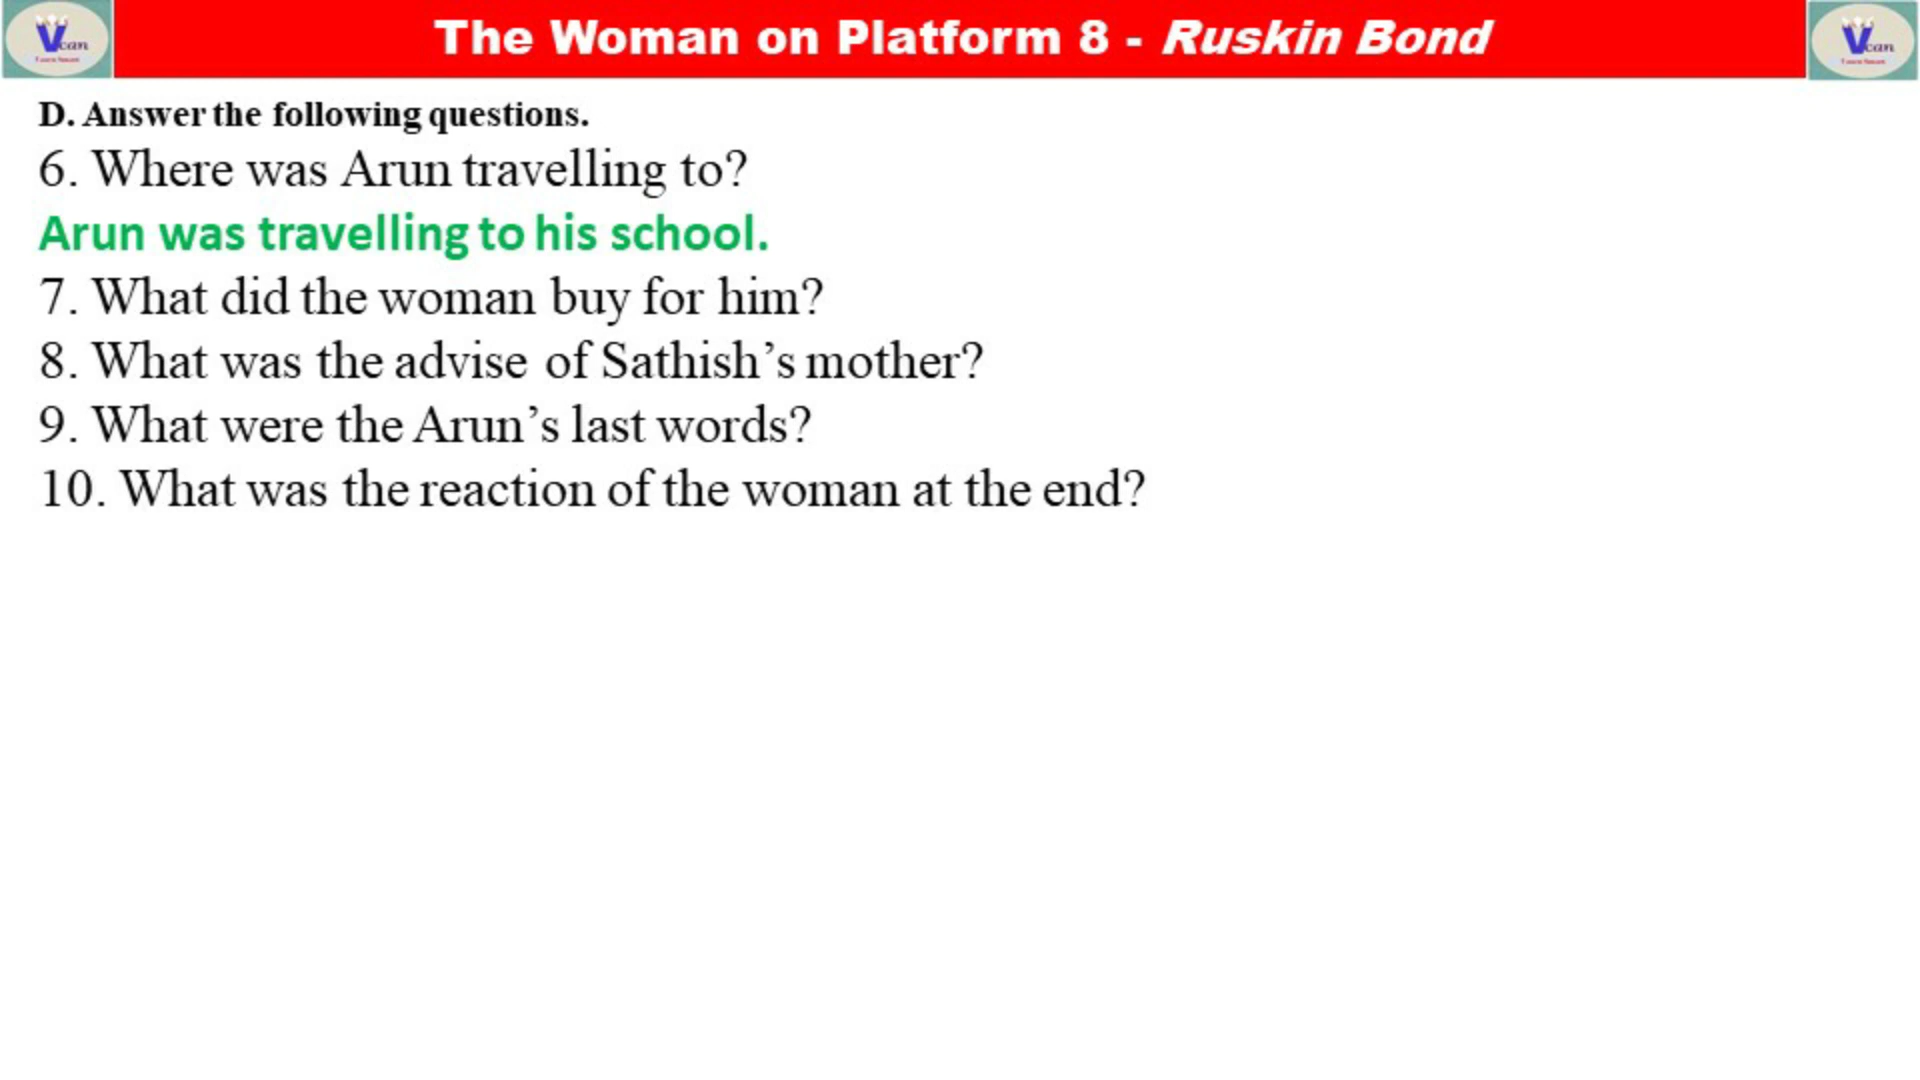 Vcan
The Woman on Platform 8 - Ruskin Bond
Vcan
D. Answer the following questions.
6. Where was Arun travelling to?
Arun was travelling to his school.
7. What did the woman buy for him?
8. What was the advise of Sathish’s mother?
9. What were the Arun’s last words?
10. What was the reaction of the woman at the end?